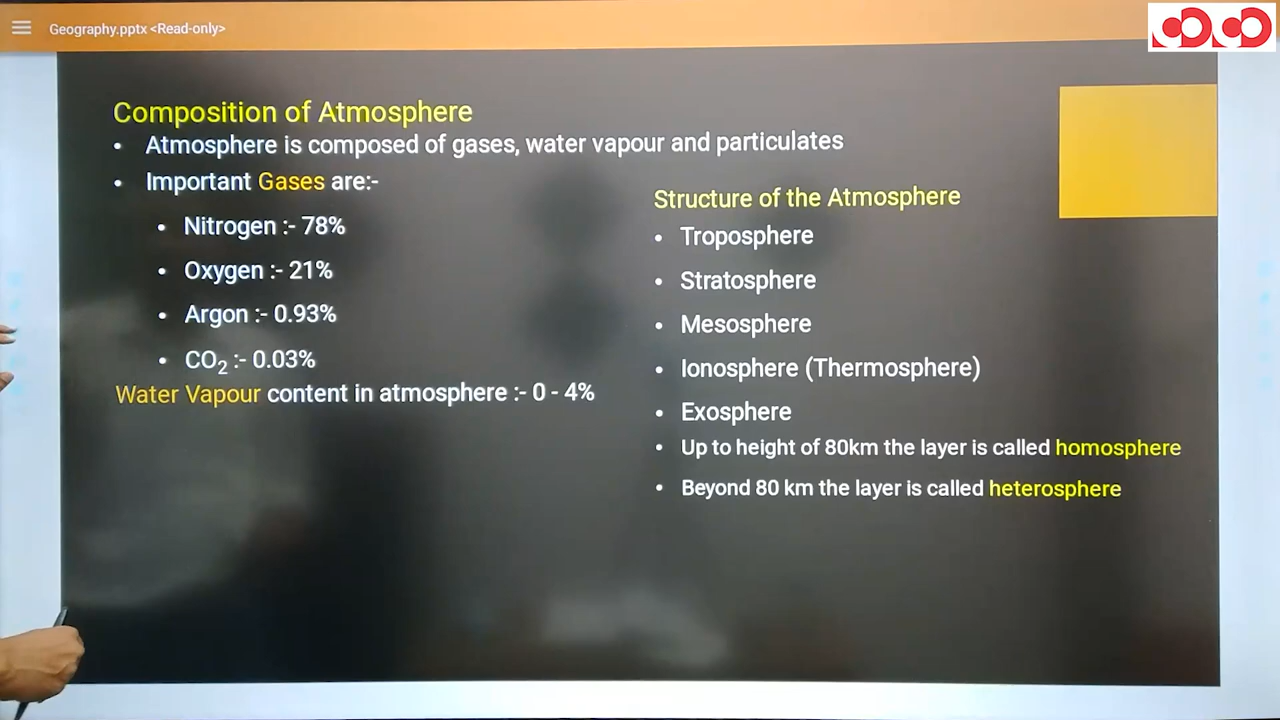 Geography.pptx <Read-only>
Composition of Atmosphere
• Atmosphere is composed of gases, water vapour and particulates
• Important Gases are:-
• Nitrogen :- 78%
• Oxygen :- 21%
• Argon :- 0.93%
• CO₂ :- 0.03%
Water Vapour content in atmosphere :- 0 - 4%
Structure of the Atmosphere
• Troposphere
• Stratosphere
• Mesosphere
• Ionosphere (Thermosphere)
• Exosphere
• Up to height of 80km the layer is called homosphere
• Beyond 80 km the layer is called heterosphere